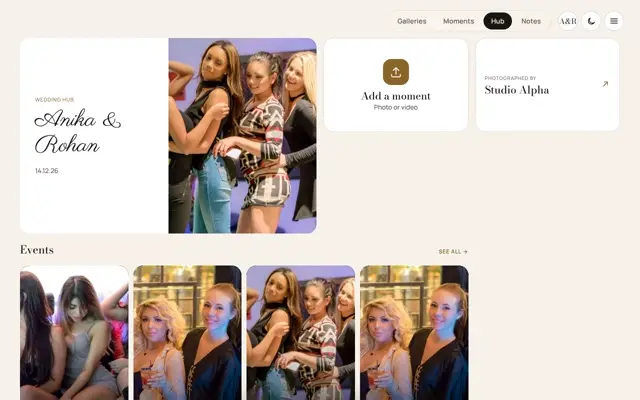 Galleries
Moments
Hub
Notes
A&R
WEDDING HUB
Anika &
Rohan
14.12.26
Add a moment
Photo or video
PHOTOGRAPHED BY
Studio Alpha
Events
SEE ALL →